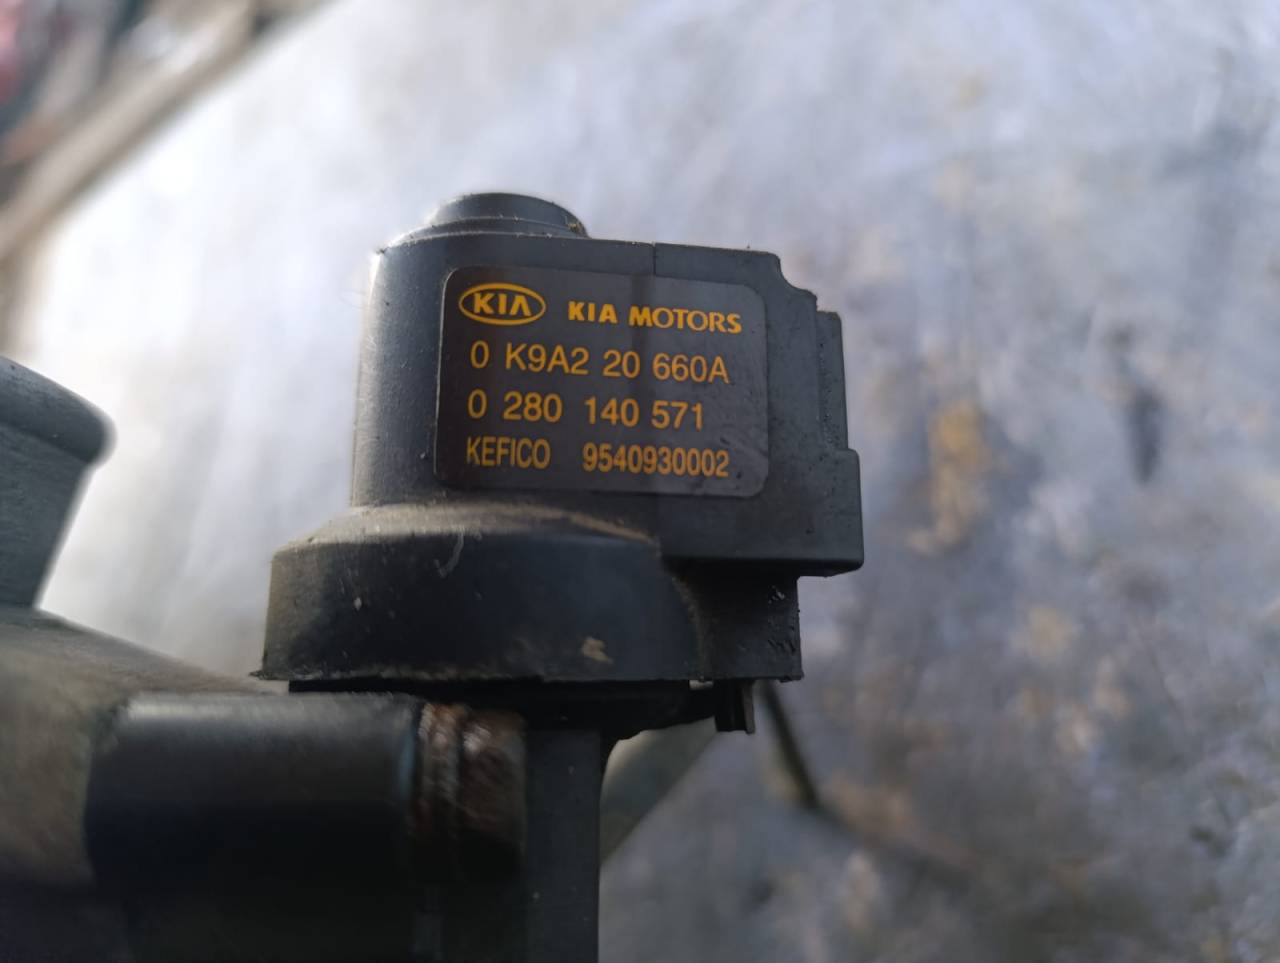 KIA KIA MOTORS
0 K9A2 20 660A
0 280 140 571
KEFICO 9540930002